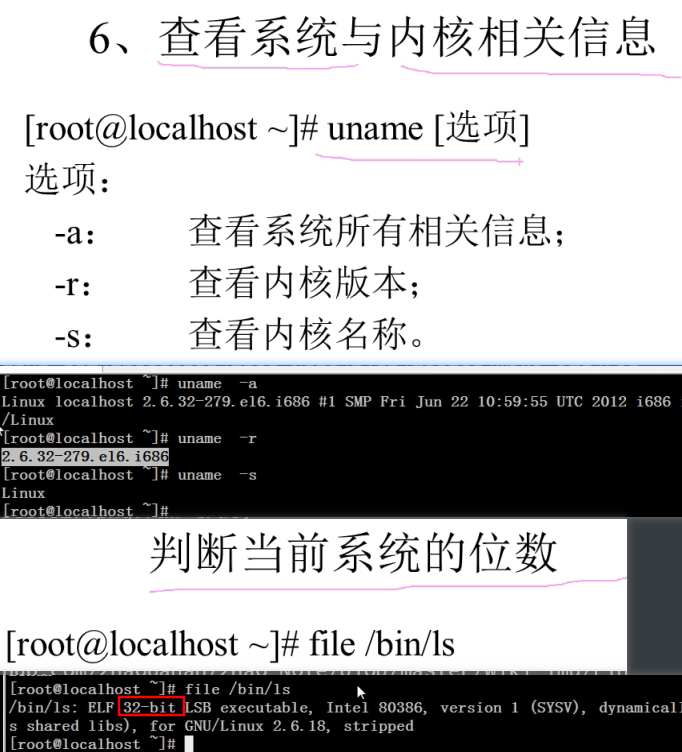 6、查看系统与内核相关信息
[root@localhost ~]# uname [选项]
选项：
-a： 查看系统所有相关信息；
-r： 查看内核版本；
-s： 查看内核名称。
[root@localhost ~]# uname -a
Linux localhost 2.6.32-279.el6.i686 #1 SMP Fri Jun 22 10:59:55 UTC 2012 i686
/Linux
[root@localhost ~]# uname -r
2.6.32-279.el6.i686
[root@localhost ~]# uname -s
Linux
[root@localhost ~]#
判断当前系统的位数
[root@localhost ~]# file /bin/ls
[root@localhost ~]# file /bin/ls
/bin/ls: ELF 32-bit LSB executable, Intel 80386, version 1 (SYSV), dynamicall
s shared libs), for GNU/Linux 2.6.18, stripped
[root@localhost ~]#